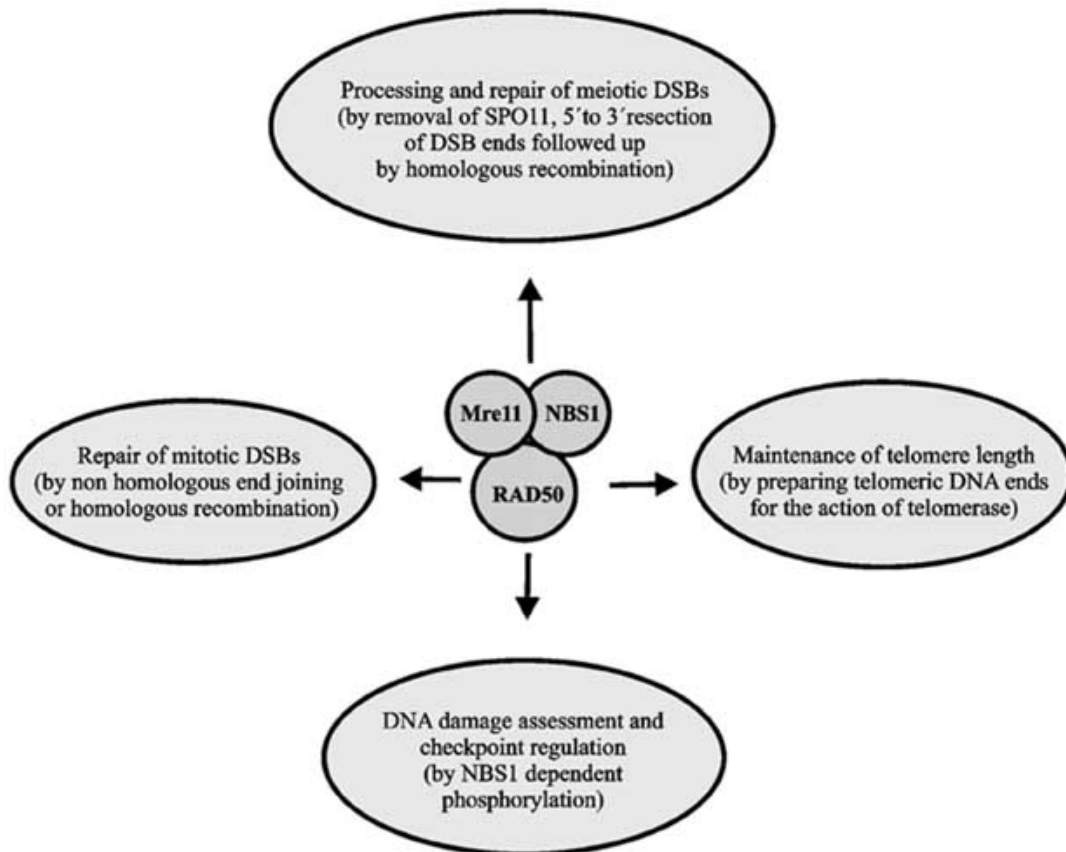 Processing and repair of meiotic DSBs
(by removal of SPO11, 5´to 3´resection
of DSB ends followed up
by homologous recombination)
Mre11
NBS1
RAD50
Repair of mitotic DSBs
(by non homologous end joining
or homologous recombination)
Maintenance of telomere length
(by preparing telomeric DNA ends
for the action of telomerase)
DNA damage assessment and
checkpoint regulation
(by NBS1 dependent
phosphorylation)